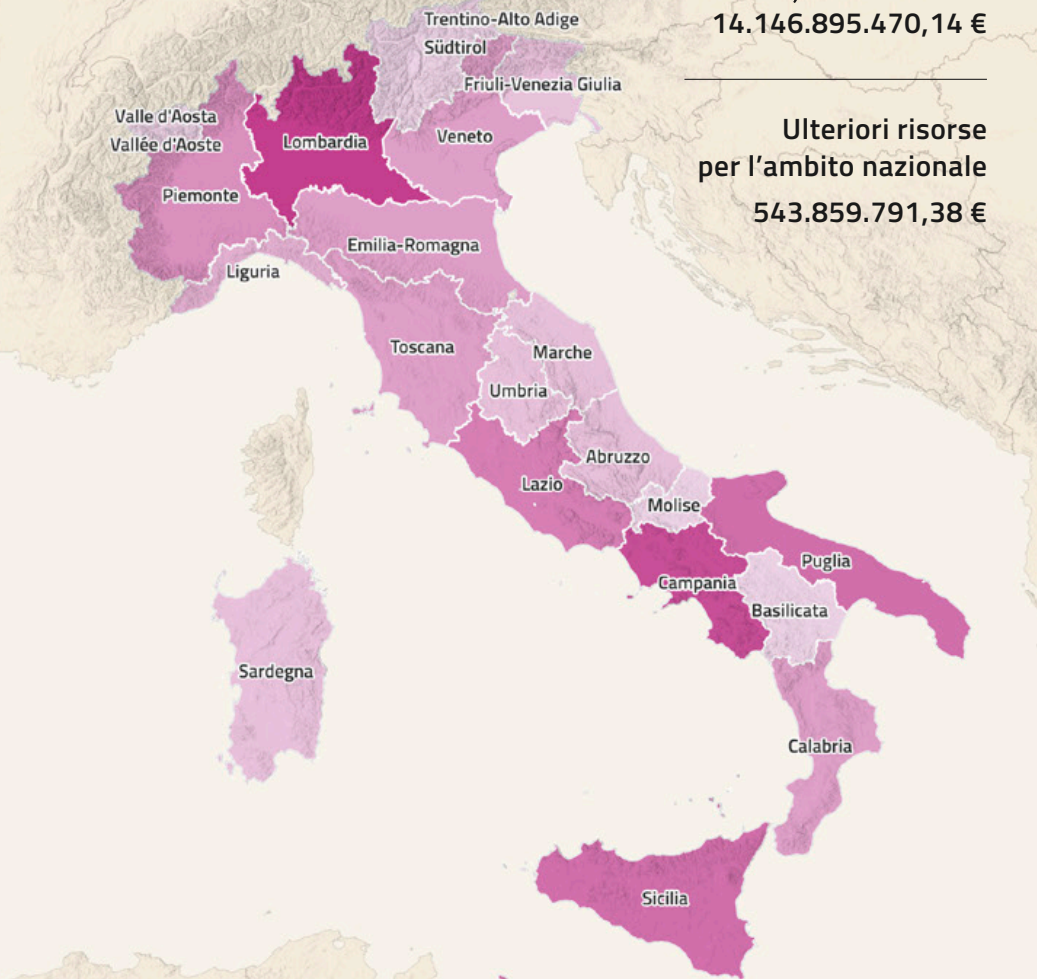 14.146.895.470,14 €
Ulteriori risorse
per l'ambito nazionale
543.859.791,38 €
Trentino-Alto Adige
Südtirol
Friuli-Venezia Giulia
Valle d'Aosta
Vallée d'Aoste
Lombardia
Veneto
Piemonte
Emilia-Romagna
Liguria
Toscana
Marche
Umbria
Abruzzo
Lazio
Molise
Puglia
Campania
Basilicata
Sardegna
Calabria
Sicilia